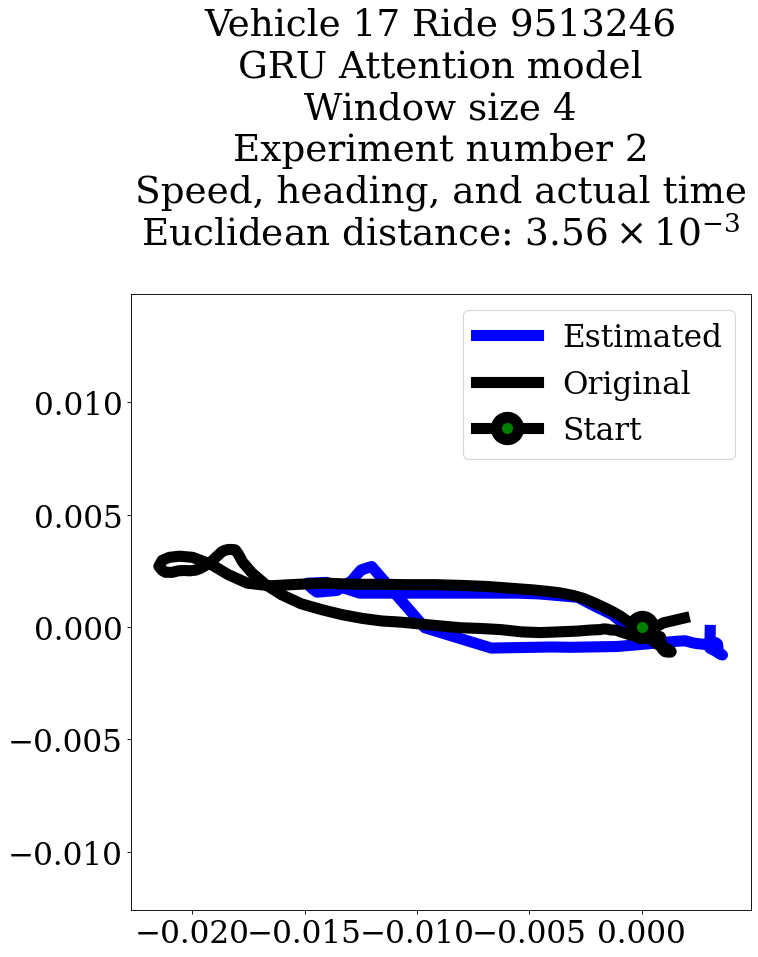 Vehicle 17 Ride 9513246
GRU Attention model
Window size 4
Experiment number 2
Speed, heading, and actual time
Euclidean distance: 3.56 × 10⁻³
Estimated
Original
Start
0.010
0.005
0.000
−0.005
−0.010
−0.020 −0.015 −0.010 −0.005 0.000